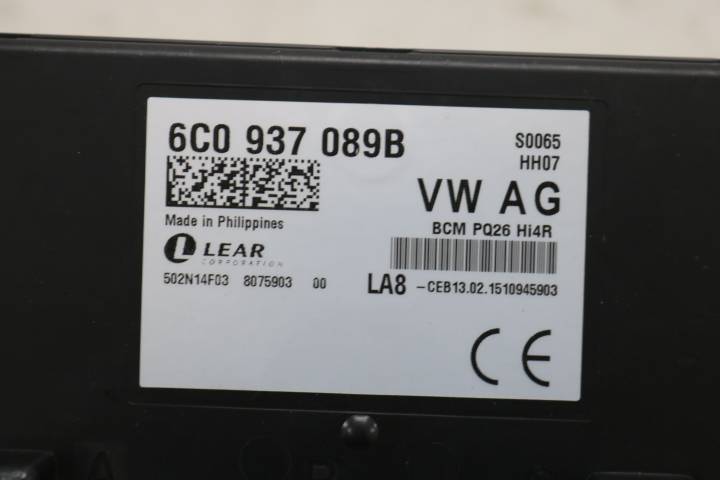 6C0 937 089B
S0065
HH07
VW AG
Made in Philippines
BCM PQ26 Hi4R
LEAR
CORPORATION
502N14F03 8075903 00
LA8 -CEB13.02.1510945903
CE